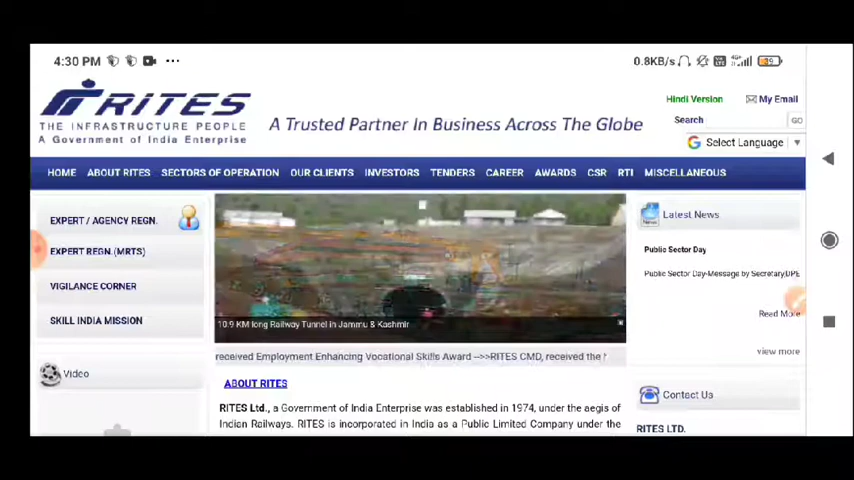 4:30 PM
0.8KB/s
RITES
THE INFRASTRUCTURE PEOPLE
A Government of India Enterprise
A Trusted Partner In Business Across The Globe
Hindi Version
My Email
Search
GO
G Select Language
HOME ABOUT RITES SECTORS OF OPERATION OUR CLIENTS INVESTORS TENDERS CAREER AWARDS CSR RTI MISCELLANEOUS
EXPERT / AGENCY REGN.
EXPERT REGN.(MRTS)
VIGILANCE CORNER
SKILL INDIA MISSION
Video
10.9 KM long Railway Tunnel in Jammu & Kashmir
received Employment Enhancing Vocational Skills Award -->>RITES CMD, received the
ABOUT RITES
RITES Ltd., a Government of India Enterprise was established in 1974, under the aegis of
Indian Railways. RITES is incorporated in India as a Public Limited Company under the
News
Latest News
Public Sector Day
Public Sector Day-Message by Secretary,DPE
Read More
view more
Contact Us
RITES LTD.